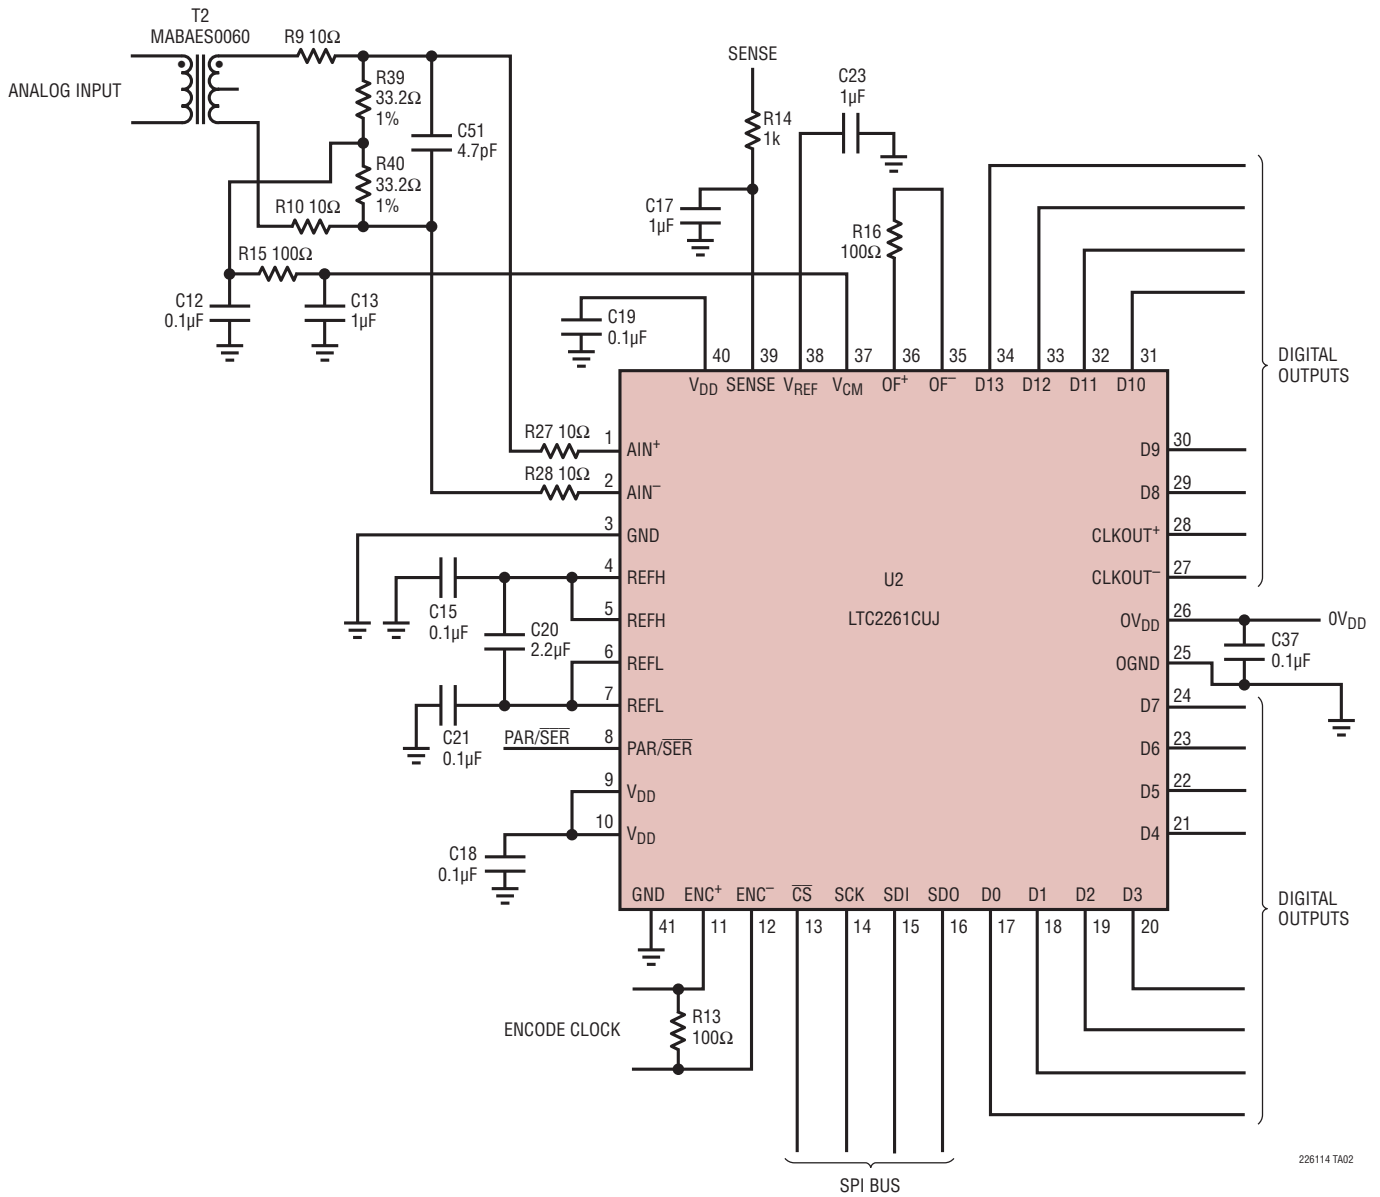 T2
MABAES0060
ANALOG INPUT
R9 10Ω
R39
33.2Ω
1%
C51
4.7pF
R40
33.2Ω
1%
R10 10Ω
R15 100Ω
C12
0.1µF
C13
1µF
SENSE
R14
1k
C23
1µF
C17
1µF
R16
100Ω
C19
0.1µF
40
39
38
37
36
35
34
33
32
31
VDD
SENSE
VREF
VCM
OF+
OF–
D13
D12
D11
D10
DIGITAL
OUTPUTS
R27 10Ω
1
AIN+
R28 10Ω
2
AIN–
3
GND
4
REFH
5
REFH
6
REFL
7
REFL
C15
0.1µF
C20
2.2µF
C21
0.1µF
PAR/SER
8
PAR/SER
9
VDD
10
VDD
C18
0.1µF
U2
LTC2261CUJ
D9
30
D8
29
CLKOUT+
28
CLKOUT–
27
OVDD
26
0VDD
C37
0.1µF
OGND
25
D7
24
D6
23
D5
22
D4
21
GND
ENC+
ENC–
CS
SCK
SDI
SDO
D0
D1
D2
D3
41
11
12
13
14
15
16
17
18
19
20
DIGITAL
OUTPUTS
ENCODE CLOCK
R13
100Ω
SPI BUS
226114 TA02